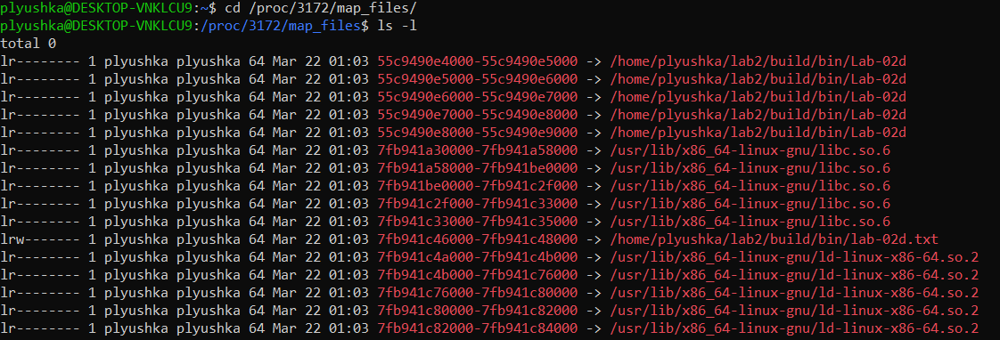 plyushka@DESKTOP-VNKLCU9:~$ cd /proc/3172/map_files/
plyushka@DESKTOP-VNKLCU9:/proc/3172/map_files$ ls -l
total 0
lr-------- 1 plyushka plyushka 64 Mar 22 01:03 55c9490e4000-55c9490e5000 -> /home/plyushka/lab2/build/bin/Lab-02d
lr-------- 1 plyushka plyushka 64 Mar 22 01:03 55c9490e5000-55c9490e6000 -> /home/plyushka/lab2/build/bin/Lab-02d
lr-------- 1 plyushka plyushka 64 Mar 22 01:03 55c9490e6000-55c9490e7000 -> /home/plyushka/lab2/build/bin/Lab-02d
lr-------- 1 plyushka plyushka 64 Mar 22 01:03 55c9490e7000-55c9490e8000 -> /home/plyushka/lab2/build/bin/Lab-02d
lr-------- 1 plyushka plyushka 64 Mar 22 01:03 55c9490e8000-55c9490e9000 -> /home/plyushka/lab2/build/bin/Lab-02d
lr-------- 1 plyushka plyushka 64 Mar 22 01:03 7fb941a30000-7fb941a58000 -> /usr/lib/x86_64-linux-gnu/libc.so.6
lr-------- 1 plyushka plyushka 64 Mar 22 01:03 7fb941a58000-7fb941be0000 -> /usr/lib/x86_64-linux-gnu/libc.so.6
lr-------- 1 plyushka plyushka 64 Mar 22 01:03 7fb941be0000-7fb941c2f000 -> /usr/lib/x86_64-linux-gnu/libc.so.6
lr-------- 1 plyushka plyushka 64 Mar 22 01:03 7fb941c2f000-7fb941c33000 -> /usr/lib/x86_64-linux-gnu/libc.so.6
lr-------- 1 plyushka plyushka 64 Mar 22 01:03 7fb941c33000-7fb941c35000 -> /usr/lib/x86_64-linux-gnu/libc.so.6
lrw------- 1 plyushka plyushka 64 Mar 22 01:03 7fb941c46000-7fb941c48000 -> /home/plyushka/lab2/build/bin/lab-02d.txt
lr-------- 1 plyushka plyushka 64 Mar 22 01:03 7fb941c4a000-7fb941c4b000 -> /usr/lib/x86_64-linux-gnu/ld-linux-x86-64.so.2
lr-------- 1 plyushka plyushka 64 Mar 22 01:03 7fb941c4b000-7fb941c76000 -> /usr/lib/x86_64-linux-gnu/ld-linux-x86-64.so.2
lr-------- 1 plyushka plyushka 64 Mar 22 01:03 7fb941c76000-7fb941c80000 -> /usr/lib/x86_64-linux-gnu/ld-linux-x86-64.so.2
lr-------- 1 plyushka plyushka 64 Mar 22 01:03 7fb941c80000-7fb941c82000 -> /usr/lib/x86_64-linux-gnu/ld-linux-x86-64.so.2
lr-------- 1 plyushka plyushka 64 Mar 22 01:03 7fb941c82000-7fb941c84000 -> /usr/lib/x86_64-linux-gnu/ld-linux-x86-64.so.2